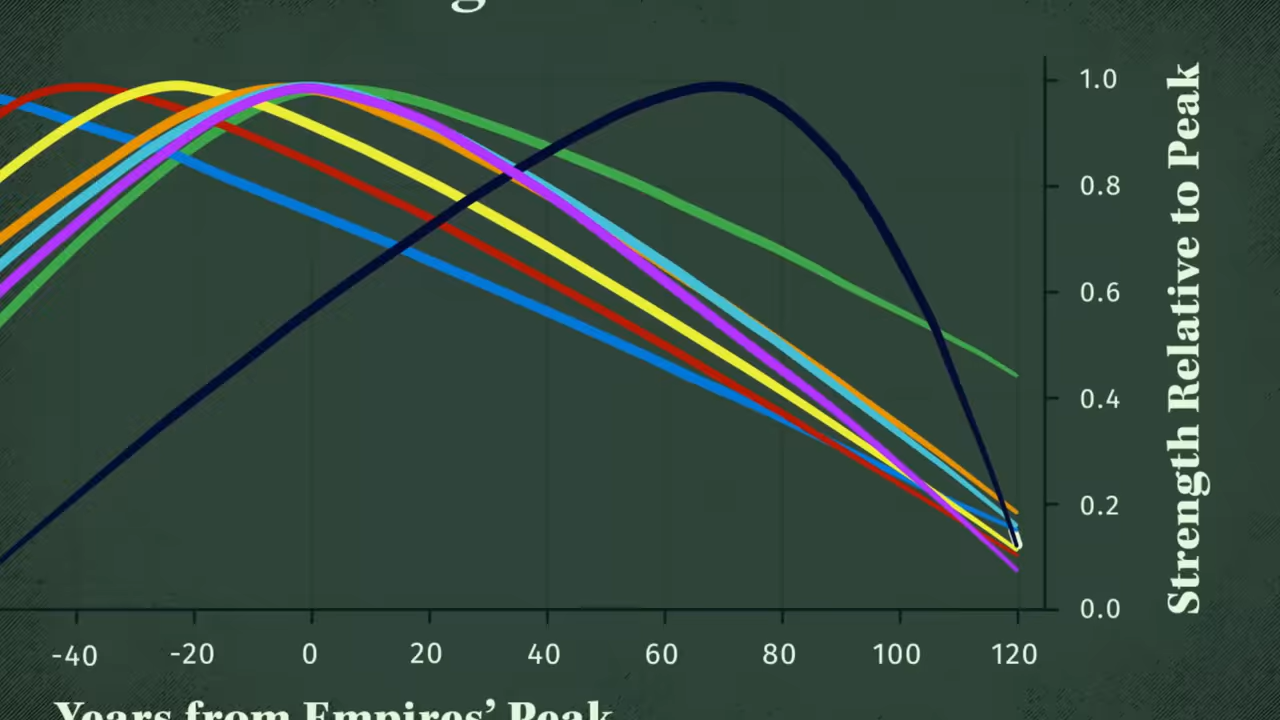 1.0
0.8
0.6
0.4
0.2
0.0
Strength Relative to Peak
-40 -20 0 20 40 60 80 100 120
Years from Empires’ Peak